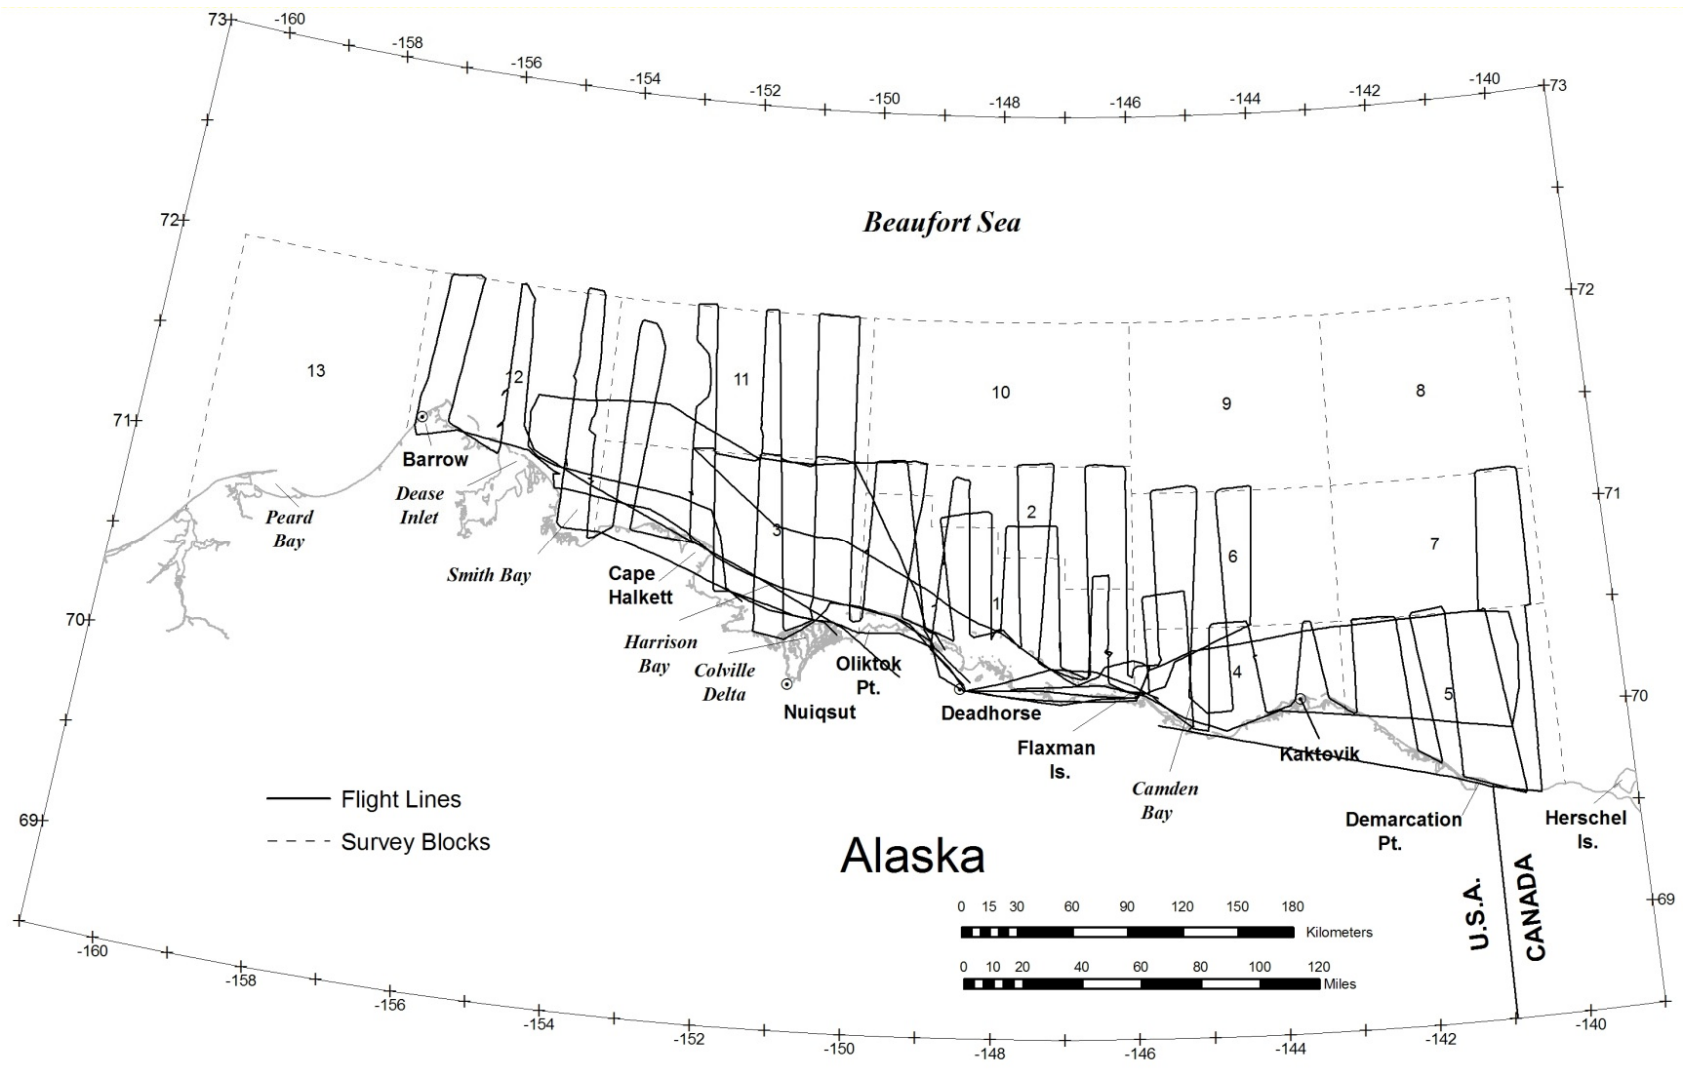 73
-160
-158
-156
-154
-152
-150
-148
-146
-144
-142
-140
73
72
Beaufort Sea
72
13
12
11
10
9
8
71
Barrow
Dease
Inlet
Peard
Bay
Smith Bay
Cape
Halkett
Harrison
Bay
Colville
Delta
3
2
1
6
7
71
70
Oliktok
Pt.
Nuiqsut
Deadhorse
Flaxman
Is.
4
5
70
Kaktovik
Camden
Bay
Demarcation
Pt.
Herschel
Is.
Flight Lines
Survey Blocks
69
Alaska
U.S.A.
CANADA
69
0 15 30 60 90 120 150 180
Kilometers
0 10 20 40 60 80 100 120
Miles
-160
-158
-156
-154
-152
-150
-148
-146
-144
-142
-140